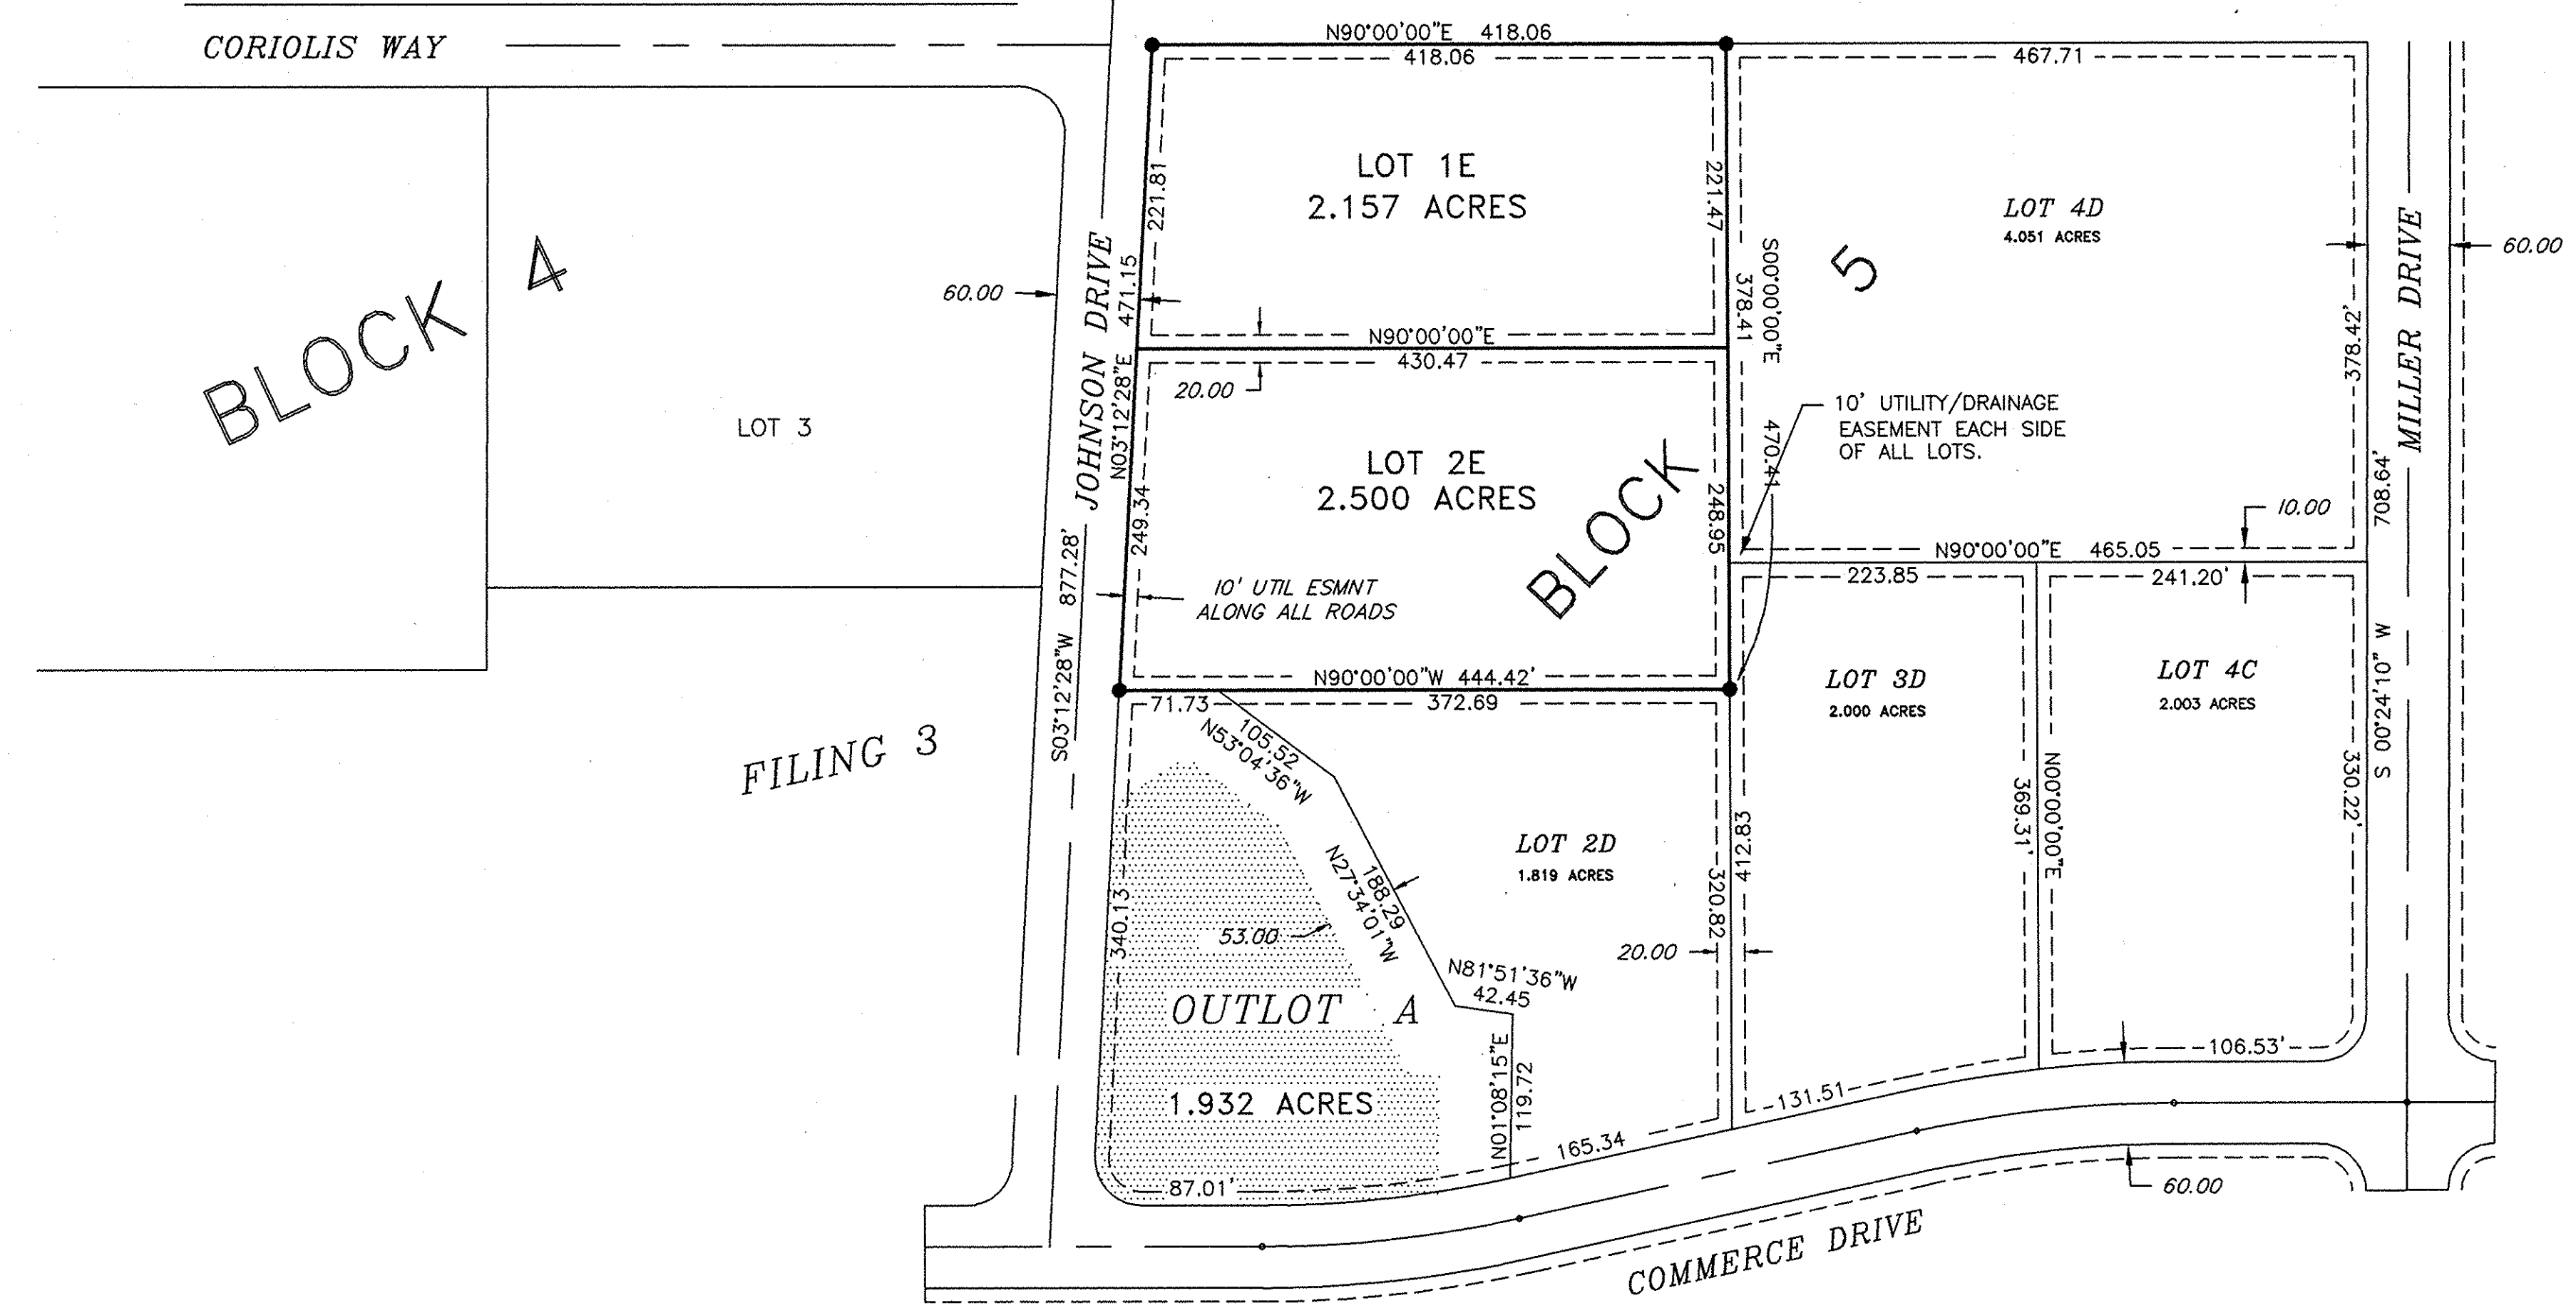 CORIOLIS WAY
N90°00'00"E 418.06
418.06
467.71
LOT 1E
2.157 ACRES
221.81
221.47
LOT 4D
4.051 ACRES
5
S00°00'00"E
378.41
470.41
378.42'
MILLER DRIVE
60.00
BLOCK 4
LOT 3
60.00
JOHNSON DRIVE
N03°12'28"E 471.15
N90°00'00"E
430.47
20.00
10' UTILITY/DRAINAGE
EASEMENT EACH SIDE
OF ALL LOTS.
LOT 2E
2.500 ACRES
249.34
248.95
BLOCK
10' UTIL ESMNT
ALONG ALL ROADS
10.00
N90°00'00"E 465.05
223.85
241.20'
708.64'
S 00°24'10" W
S03°12'28"W 877.28'
N90°00'00"W 444.42'
71.73
372.69
LOT 3D
2.000 ACRES
LOT 4C
2.003 ACRES
FILING 3
105.52
N53°04'36"W
188.29
N27°34'01"W
LOT 2D
1.819 ACRES
320.82
412.83
369.31'
N00°00'00"E
330.22'
340.13
53.00
20.00
N81°51'36"W
42.45
OUTLOT A
1.932 ACRES
N01°08'15"E
119.72
106.53'
131.51
165.34
87.01'
60.00
COMMERCE DRIVE